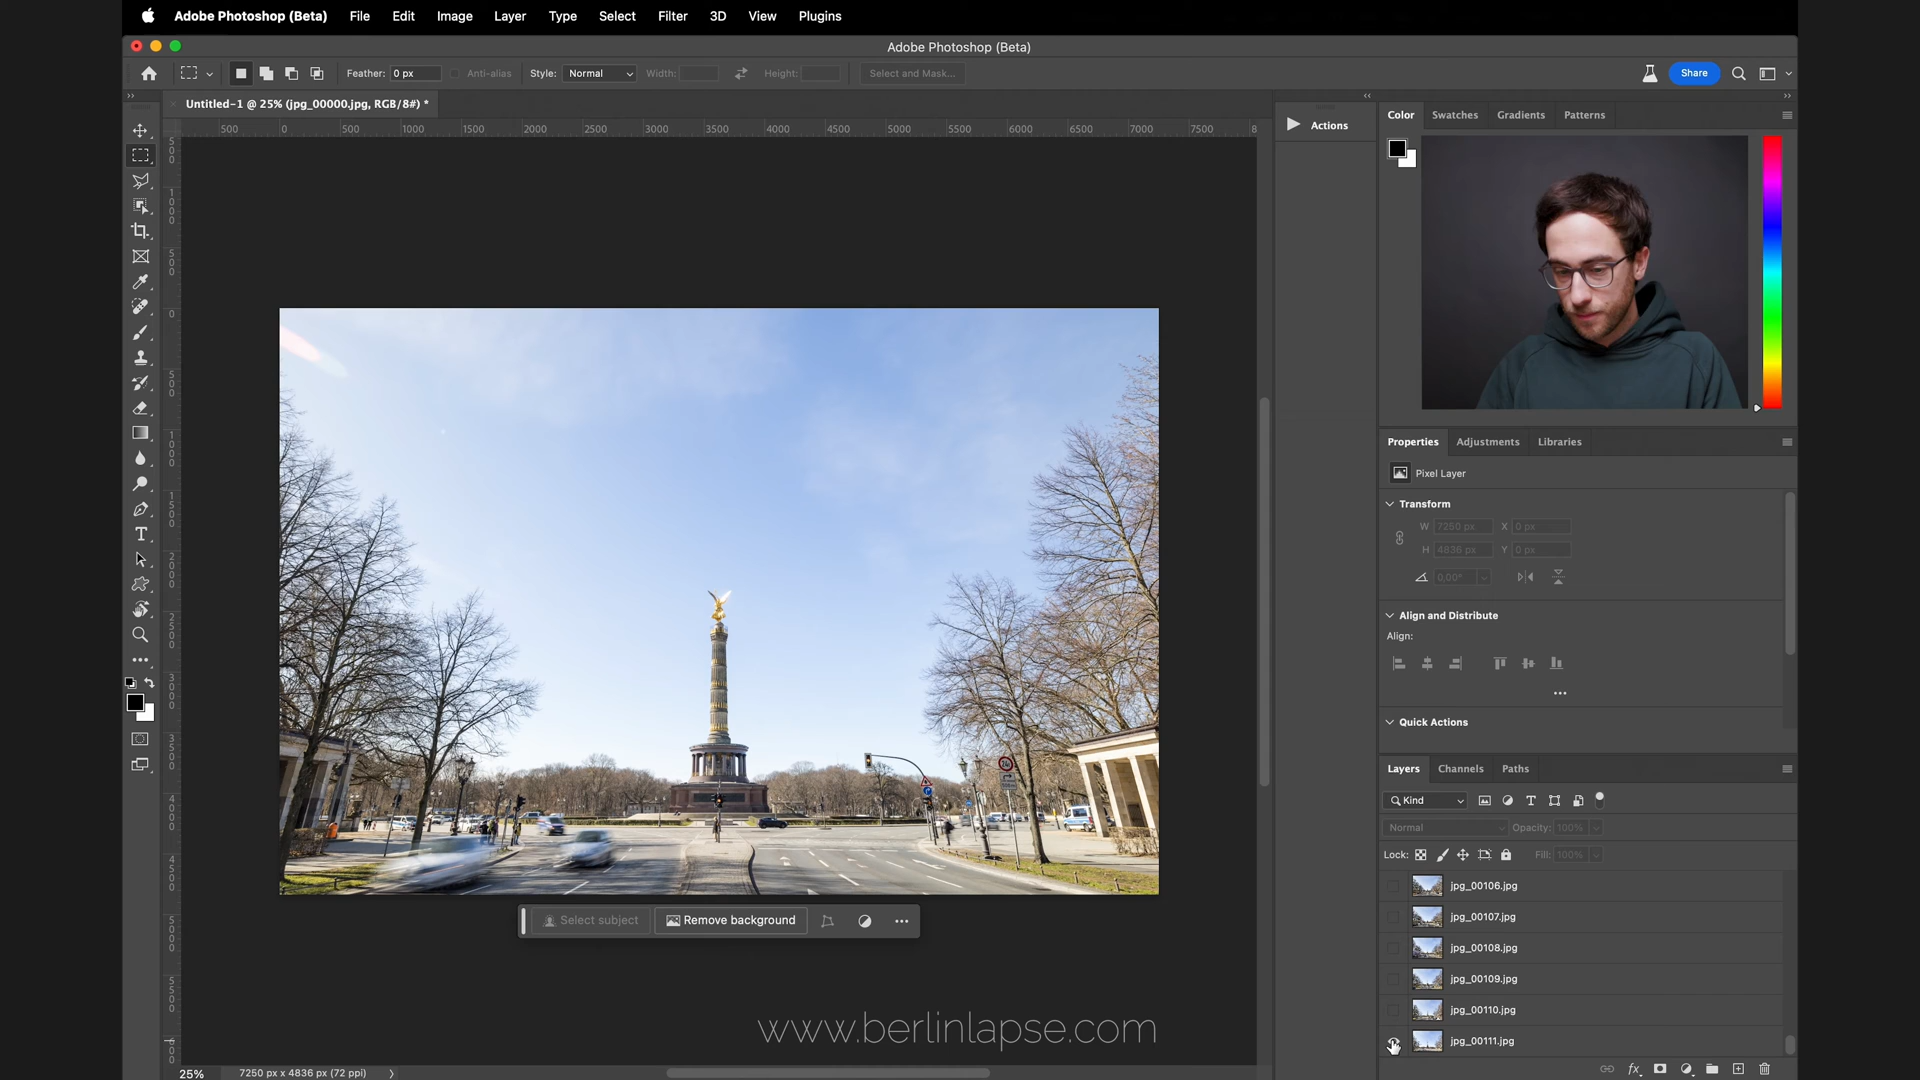 Adobe Photoshop (Beta) File Edit Image Layer Type Select Filter 3D View Plugins
Adobe Photoshop (Beta)
Feather: 0 px Anti-alias Style: Normal Width: Height: Select and Mask... Share
Untitled-1 @ 25% (jpg_00000.jpg, RGB/8#) *
500 0 500 1000 1500 2000 2500 3000 3500 4000 4500 5000 5500 6000 6500 7000 7500 8
Actions
Color Swatches Gradients Patterns
Properties Adjustments Libraries
Pixel Layer
Transform
W 7250 px X 0 px
H 4836 px Y 0 px
0,00°
Align and Distribute
Align:
Quick Actions
Layers Channels Paths
Kind
Normal Opacity: 100%
Lock: Fill: 100%
jpg_00106.jpg
jpg_00107.jpg
jpg_00108.jpg
jpg_00109.jpg
jpg_00110.jpg
jpg_00111.jpg
Select subject Remove background
www.berlinlapse.com
25% 7250 px x 4836 px (72 ppi)